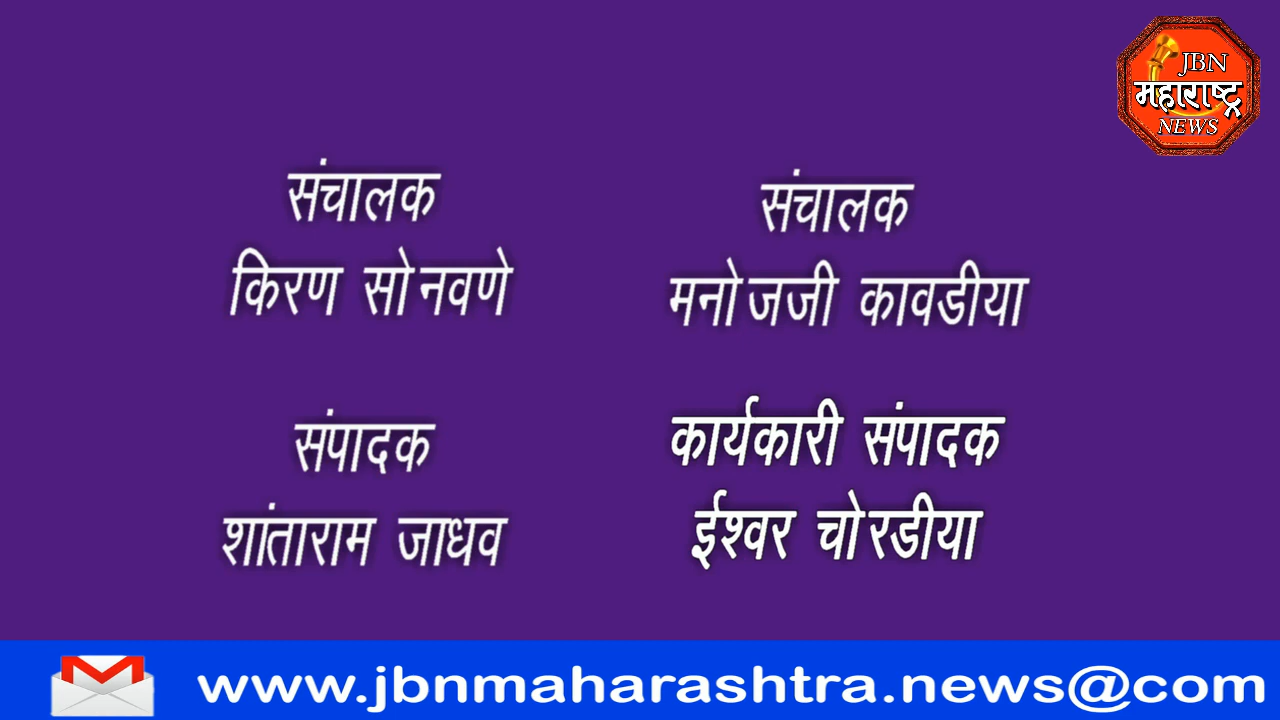 JBN
महाराष्ट्र
NEWS
संचालक
किरण सोनवणे
संचालक
मनोजजी कावडीया
संपादक
शांताराम जाधव
कार्यकारी संपादक
ईश्वर चोरडीया
www.jbnmaharashtra.news@com